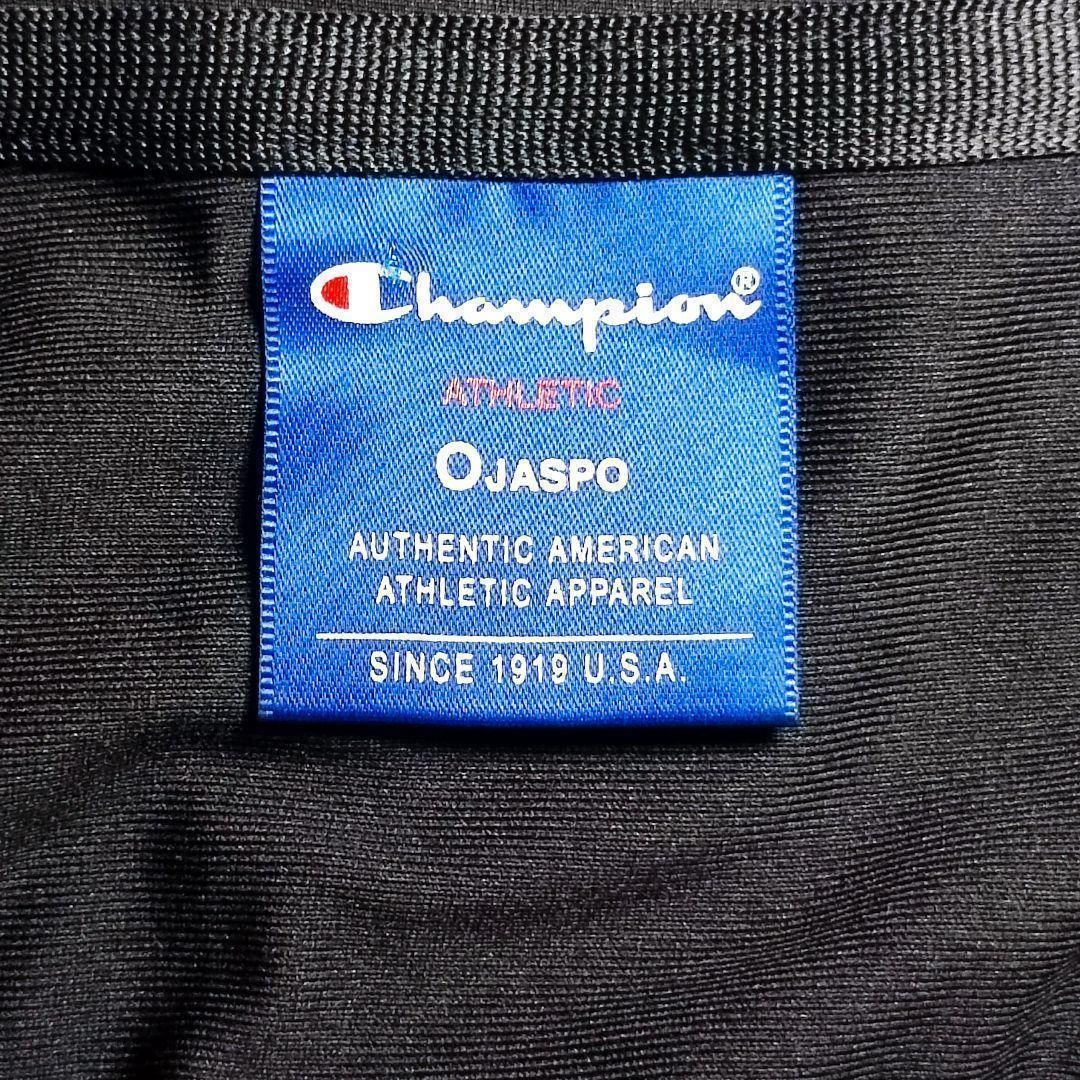 Champion®
ATHLETIC
OJASPO
AUTHENTIC AMERICAN
ATHLETIC APPAREL
SINCE 1919 U.S.A.